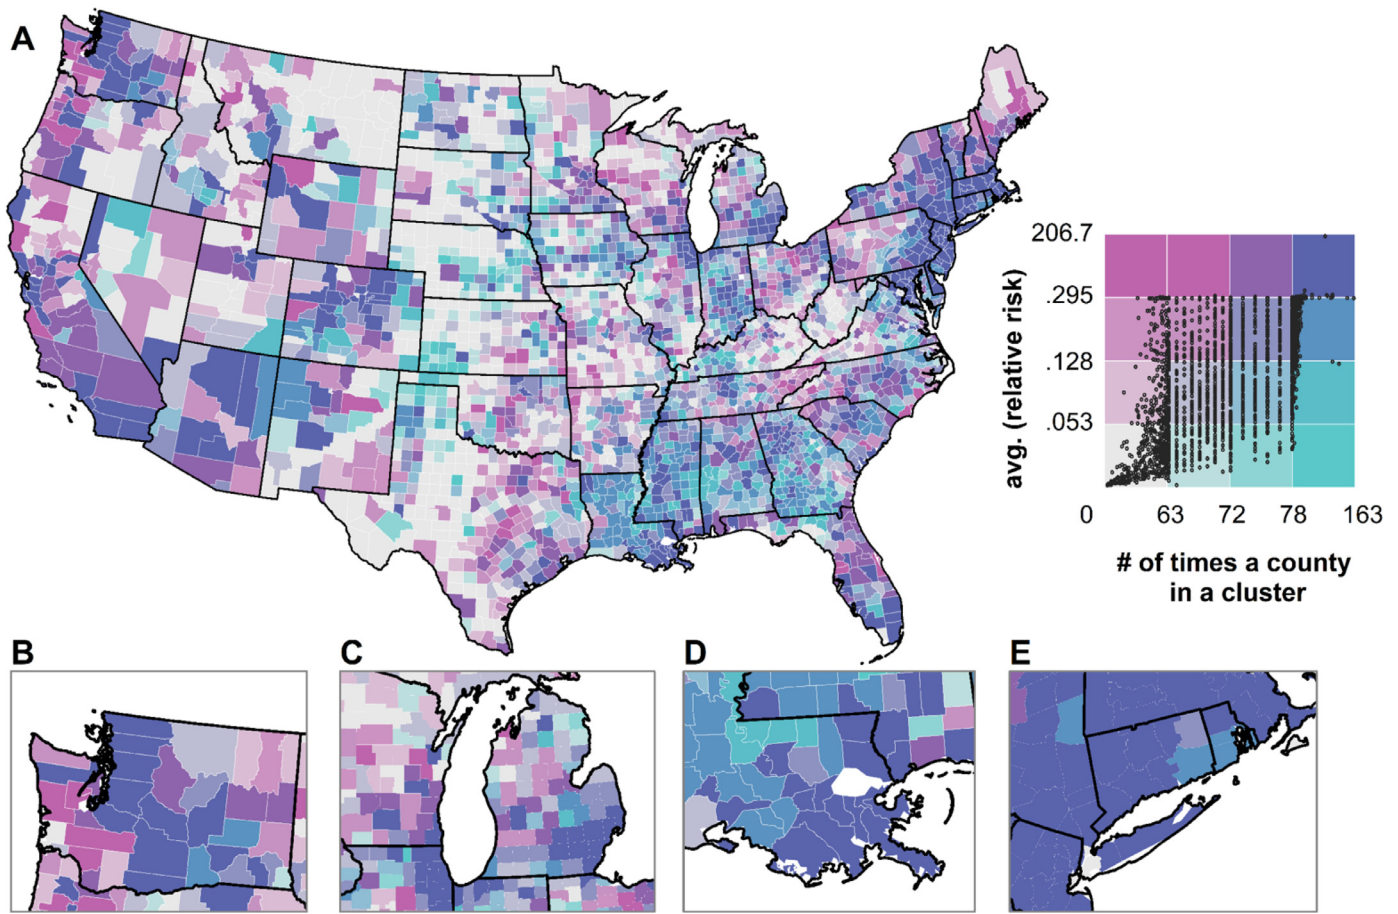 A
206.7
.295
.128
.053
avg. (relative risk)
0 63 72 78 163
# of times a county
in a cluster
B C D E